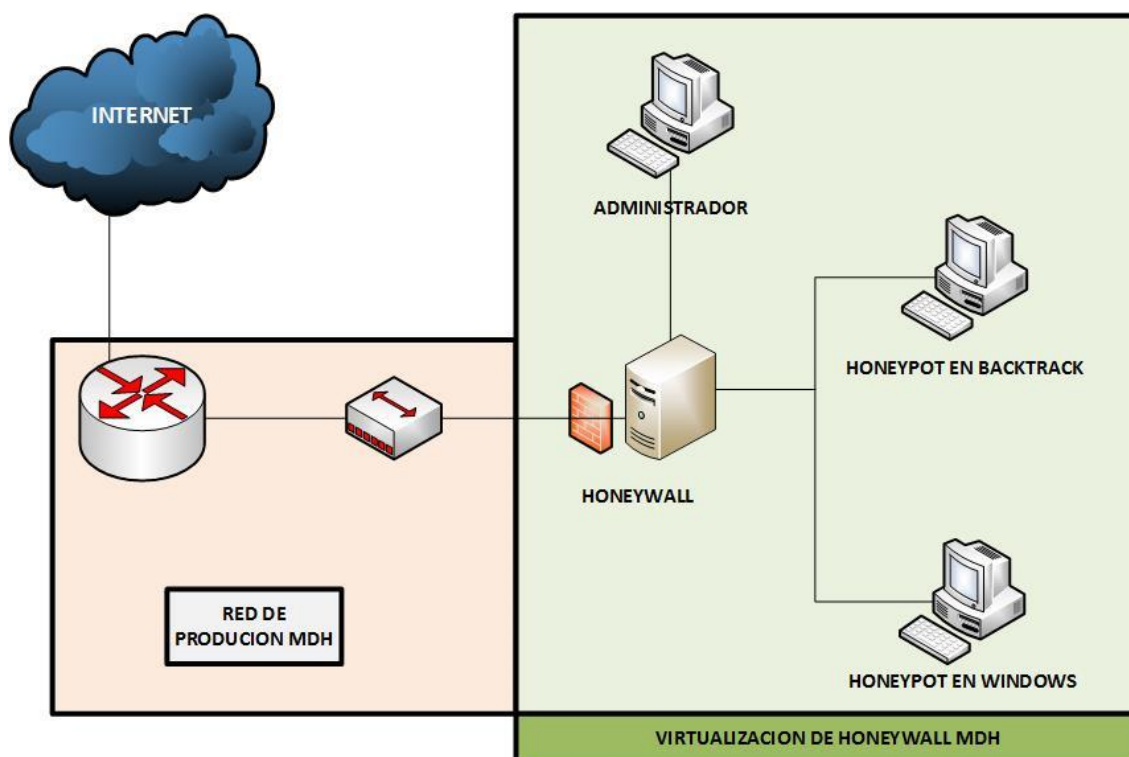 INTERNET
ADMINISTRADOR
HONEYPOT EN BACKTRACK
HONEYWALL
RED DE
PRODUCION MDH
HONEYPOT EN WINDOWS
VIRTUALIZACION DE HONEYWALL MDH